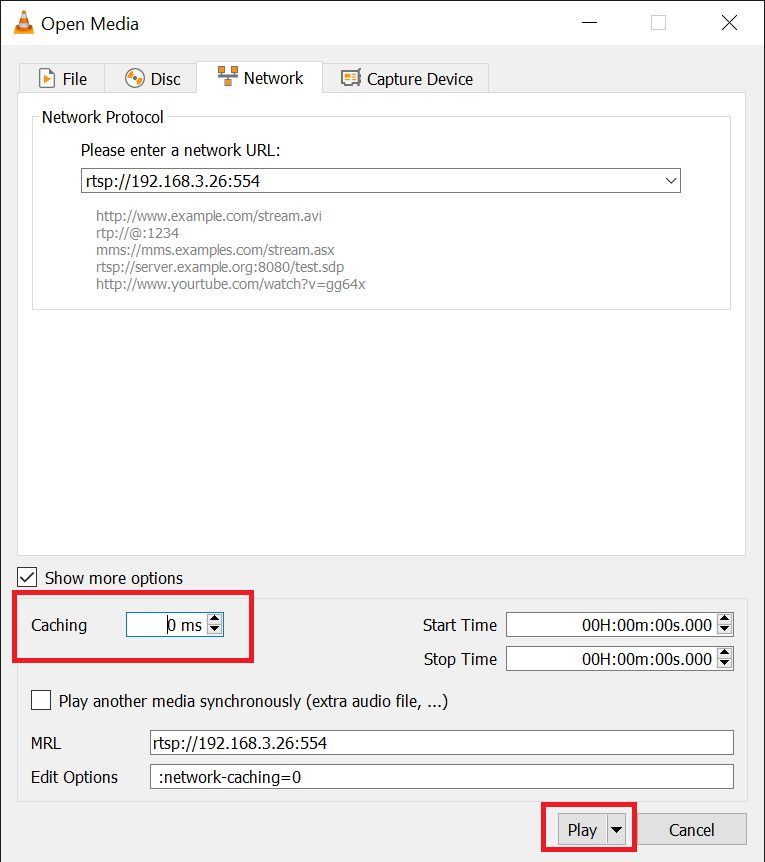 Open Media
File
Disc
Network
Capture Device
Network Protocol
Please enter a network URL:
rtsp://192.168.3.26:554
http://www.example.com/stream.avi
rtp://@:1234
mms://mms.examples.com/stream.asx
rtsp://server.example.org:8080/test.sdp
http://www.yourtube.com/watch?v=gg64x
Show more options
Caching 0 ms Start Time 00H:00m:00s.000
Stop Time 00H:00m:00s.000
Play another media synchronously (extra audio file, ...)
MRL rtsp://192.168.3.26:554
Edit Options :network-caching=0
Play Cancel